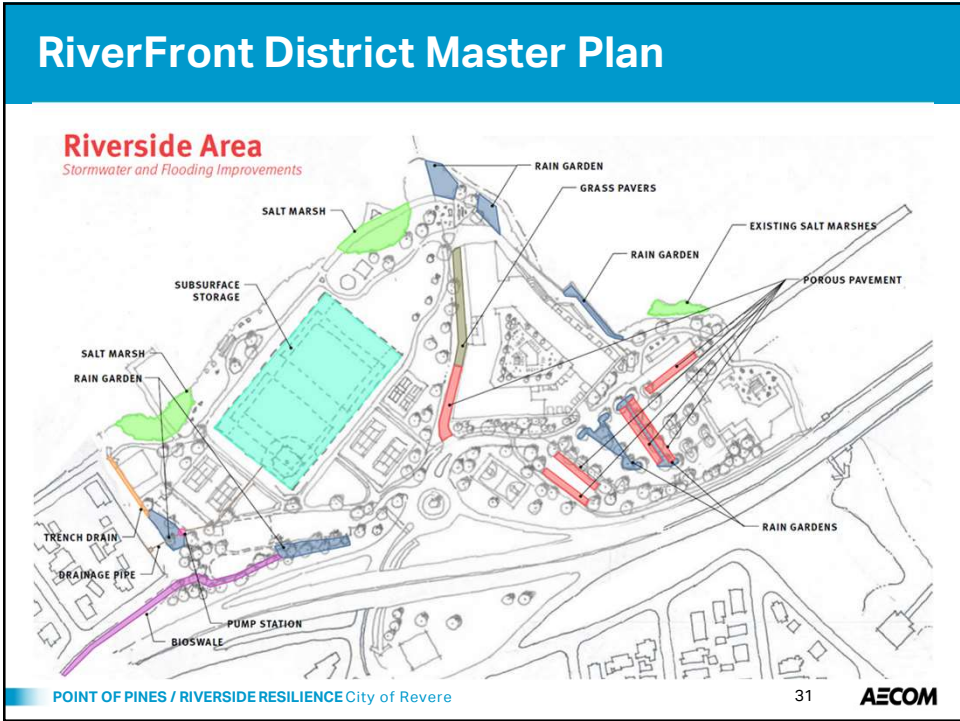 RiverFront District Master Plan
Riverside Area
Stormwater and Flooding Improvements
RAIN GARDEN
GRASS PAVERS
SALT MARSH
EXISTING SALT MARSHES
RAIN GARDEN
POROUS PAVEMENT
SUBSURFACE
STORAGE
SALT MARSH
RAIN GARDEN
TRENCH DRAIN
RAIN GARDENS
DRAINAGE PIPE
PUMP STATION
BIOSWALE
POINT OF PINES / RIVERSIDE RESILIENCE City of Revere
31
AECOM